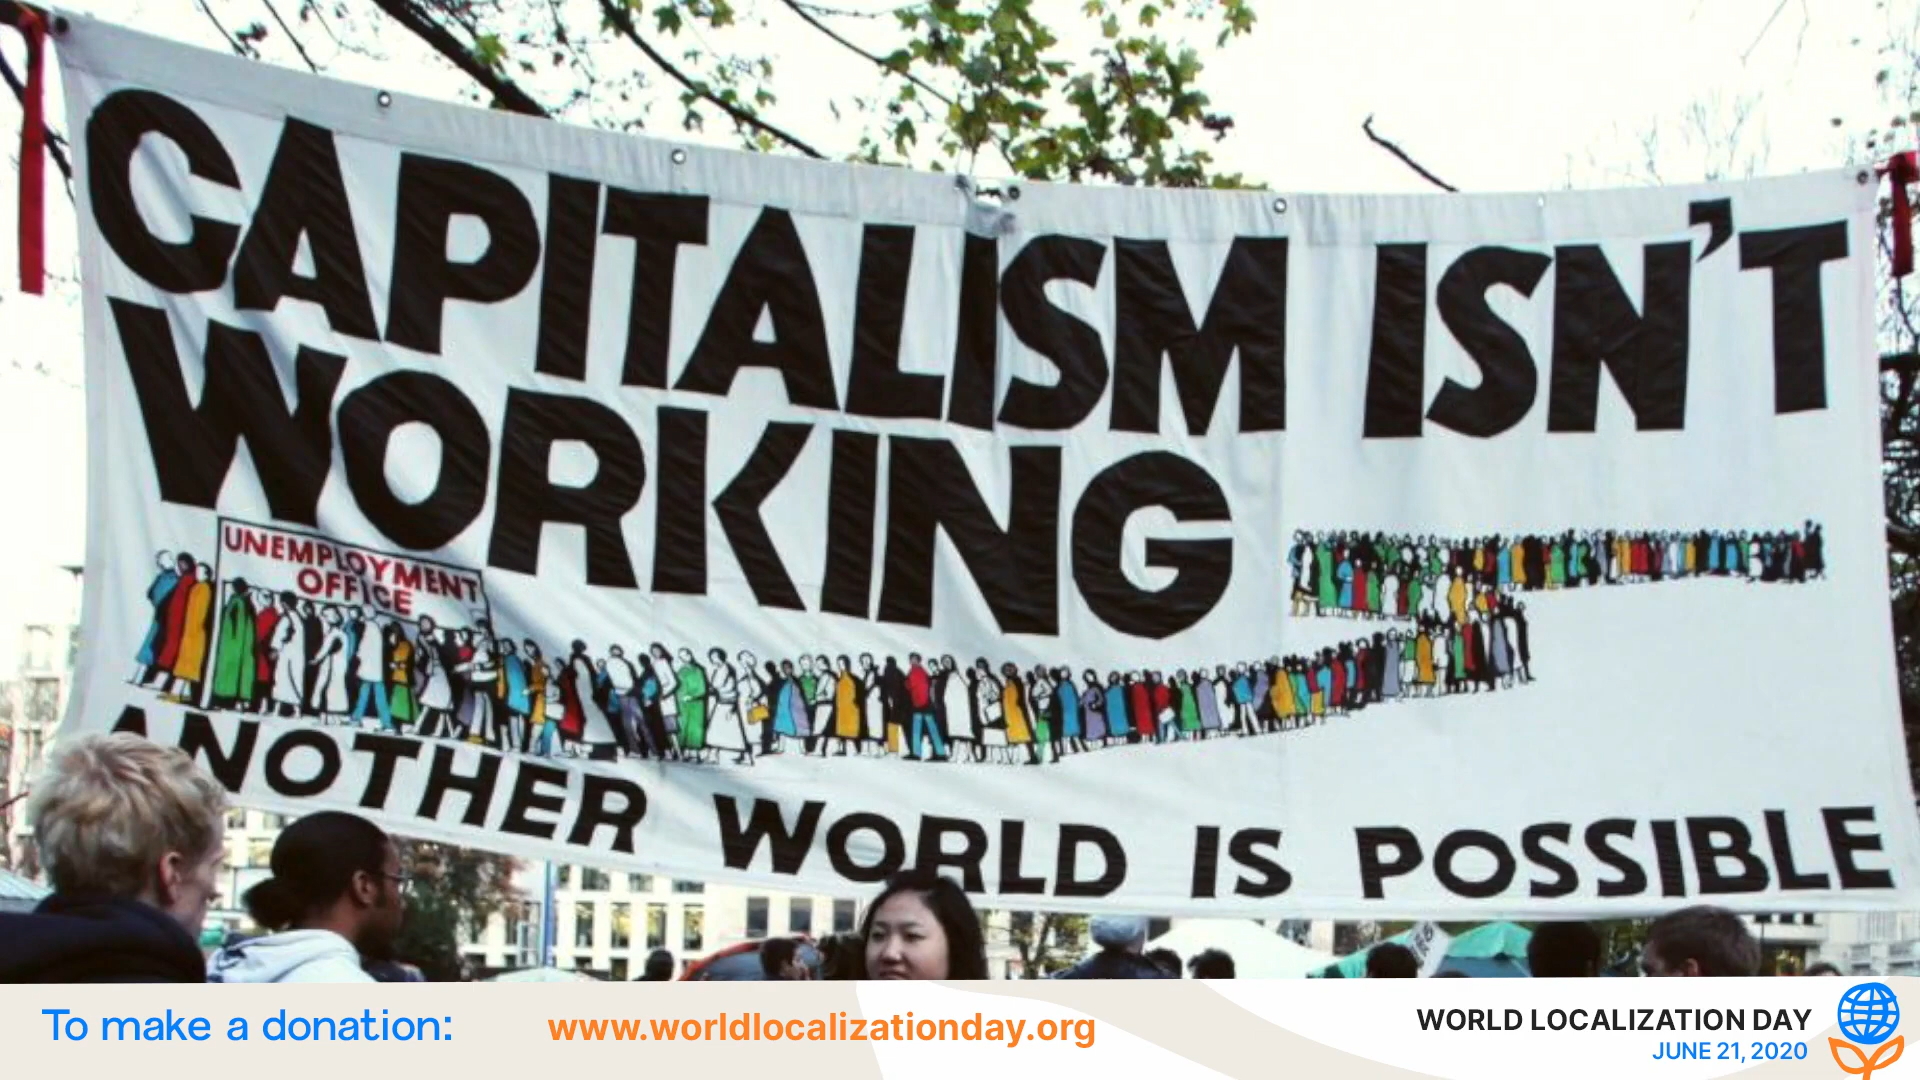 CAPITALISM ISN'T
WORKING
UNEMPLOYMENT
OFFICE
ANOTHER WORLD IS POSSIBLE
To make a donation:
www.worldlocalizationday.org
WORLD LOCALIZATION DAY
JUNE 21, 2020